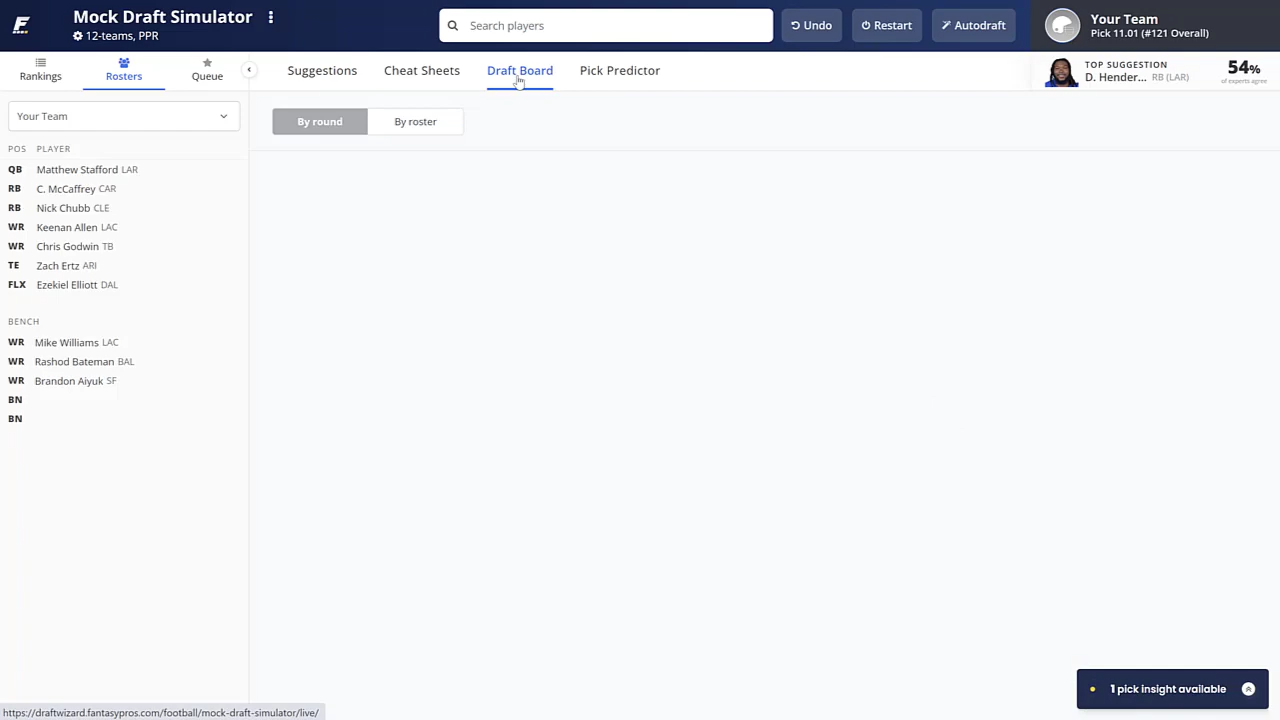 Mock Draft Simulator
12-teams, PPR
Search players
Undo
Restart
Autodraft
Your Team
Pick 11.01 (#121 Overall)
Rankings
Rosters
Queue
Suggestions
Cheat Sheets
Draft Board
Pick Predictor
TOP SUGGESTION
D. Hender... RB (LAR)
54%
of experts agree
Your Team
By round
By roster
POS PLAYER
QB Matthew Stafford LAR
RB C. McCaffrey CAR
RB Nick Chubb CLE
WR Keenan Allen LAC
WR Chris Godwin TB
TE Zach Ertz ARI
FLX Ezekiel Elliott DAL
BENCH
WR Mike Williams LAC
WR Rashod Bateman BAL
WR Brandon Aiyuk SF
BN
BN
1 pick insight available
https://draftwizard.fantasypros.com/football/mock-draft-simulator/live/